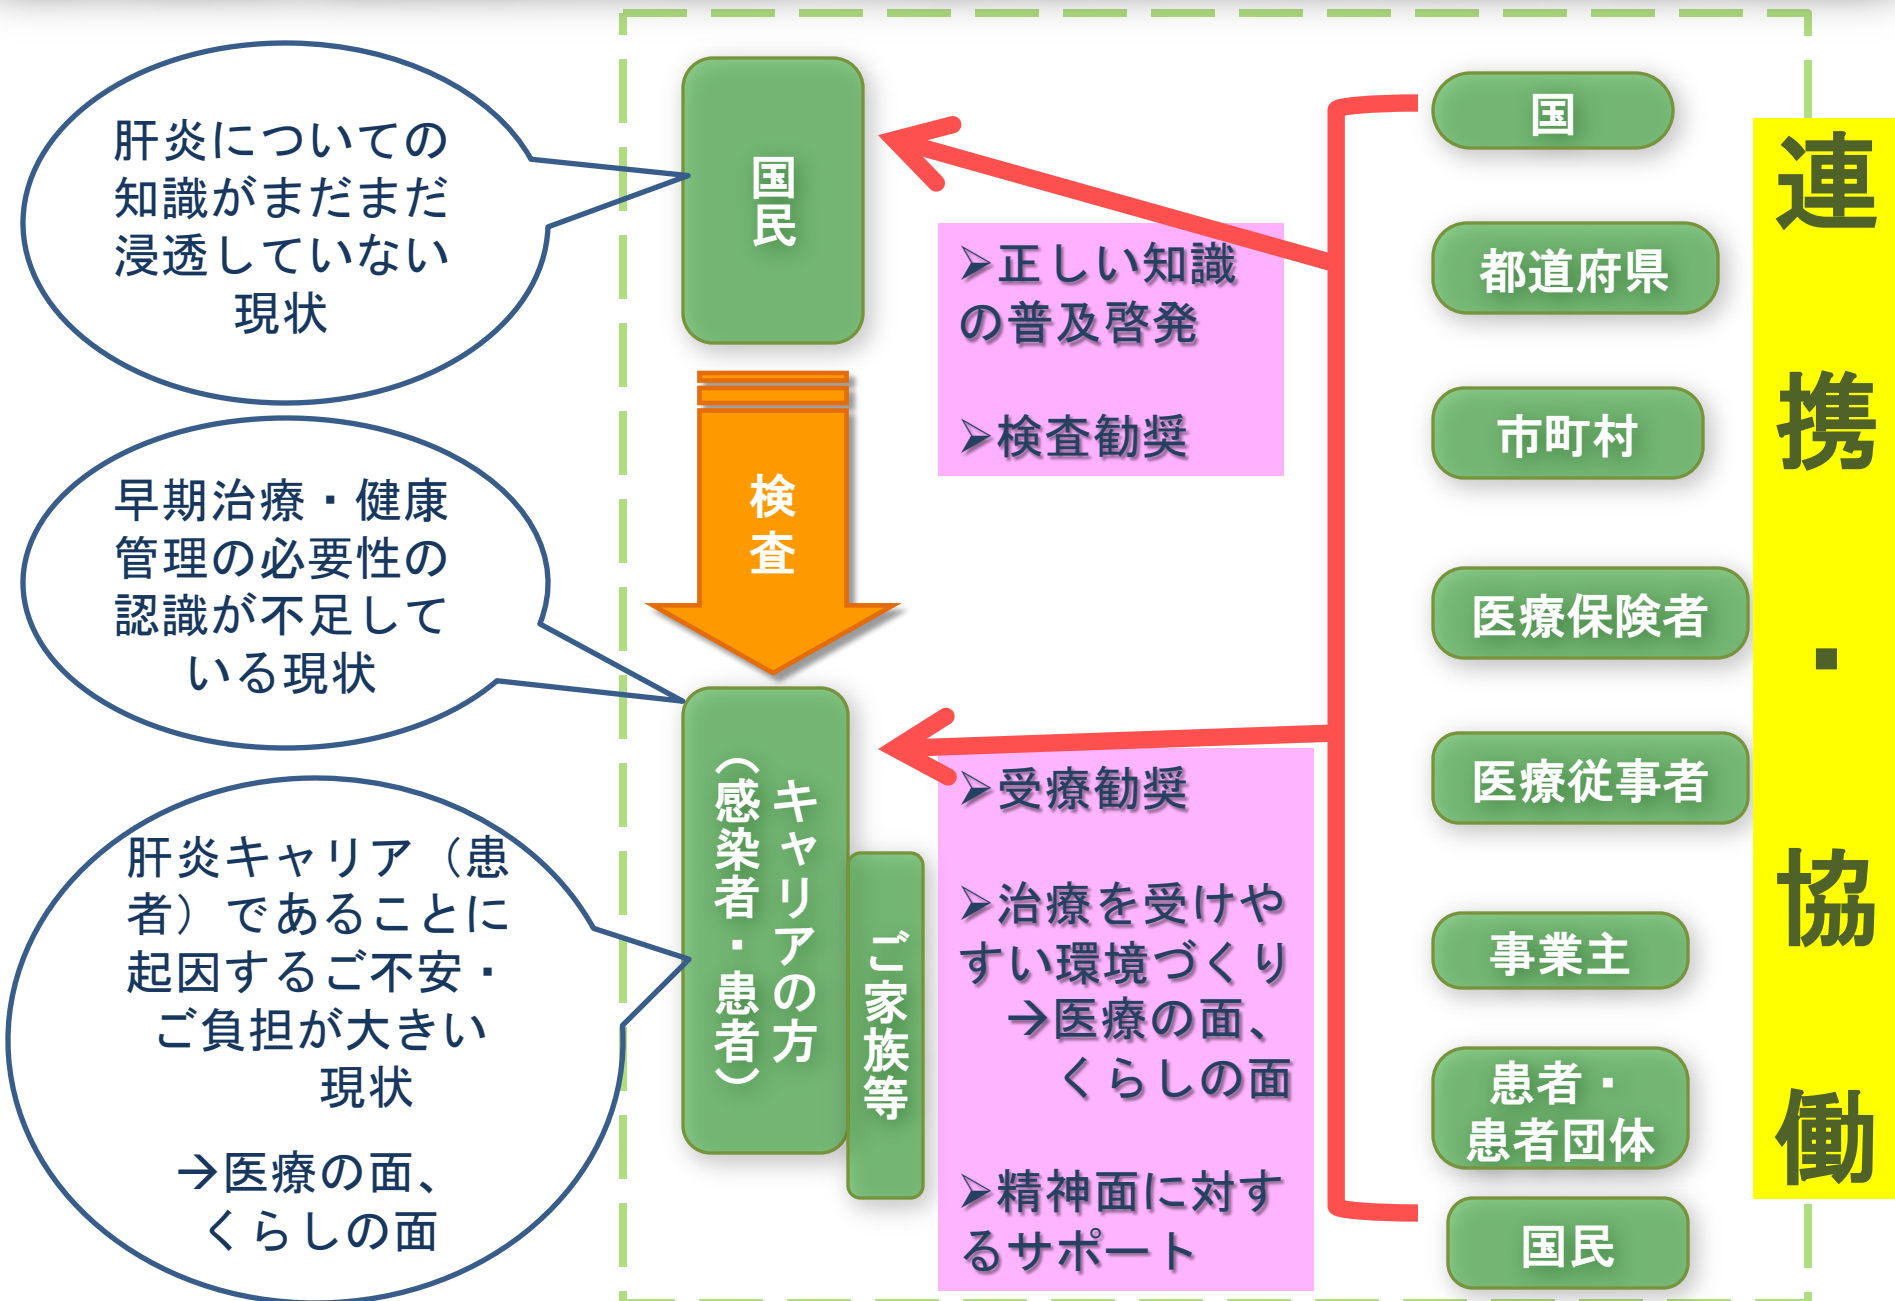 肝炎についての
知識がまだまだ
浸透していない
現状
早期治療・健康
管理の必要性の
認識が不足して
いる現状
肝炎キャリア（患
者）であることに
起因するご不安・
ご負担が大きい
現状
→医療の面、
くらしの面
国民
検査
キャリアの方
（感染者・患者）
ご家族等
➢正しい知識
の普及啓発
➢検査勧奨
➢受療勧奨
➢治療を受けや
すい環境づくり
→医療の面、
くらしの面
➢精神面に対す
るサポート
国
都道府県
市町村
医療保険者
医療従事者
事業主
患者・
患者団体
国民
連携・協働